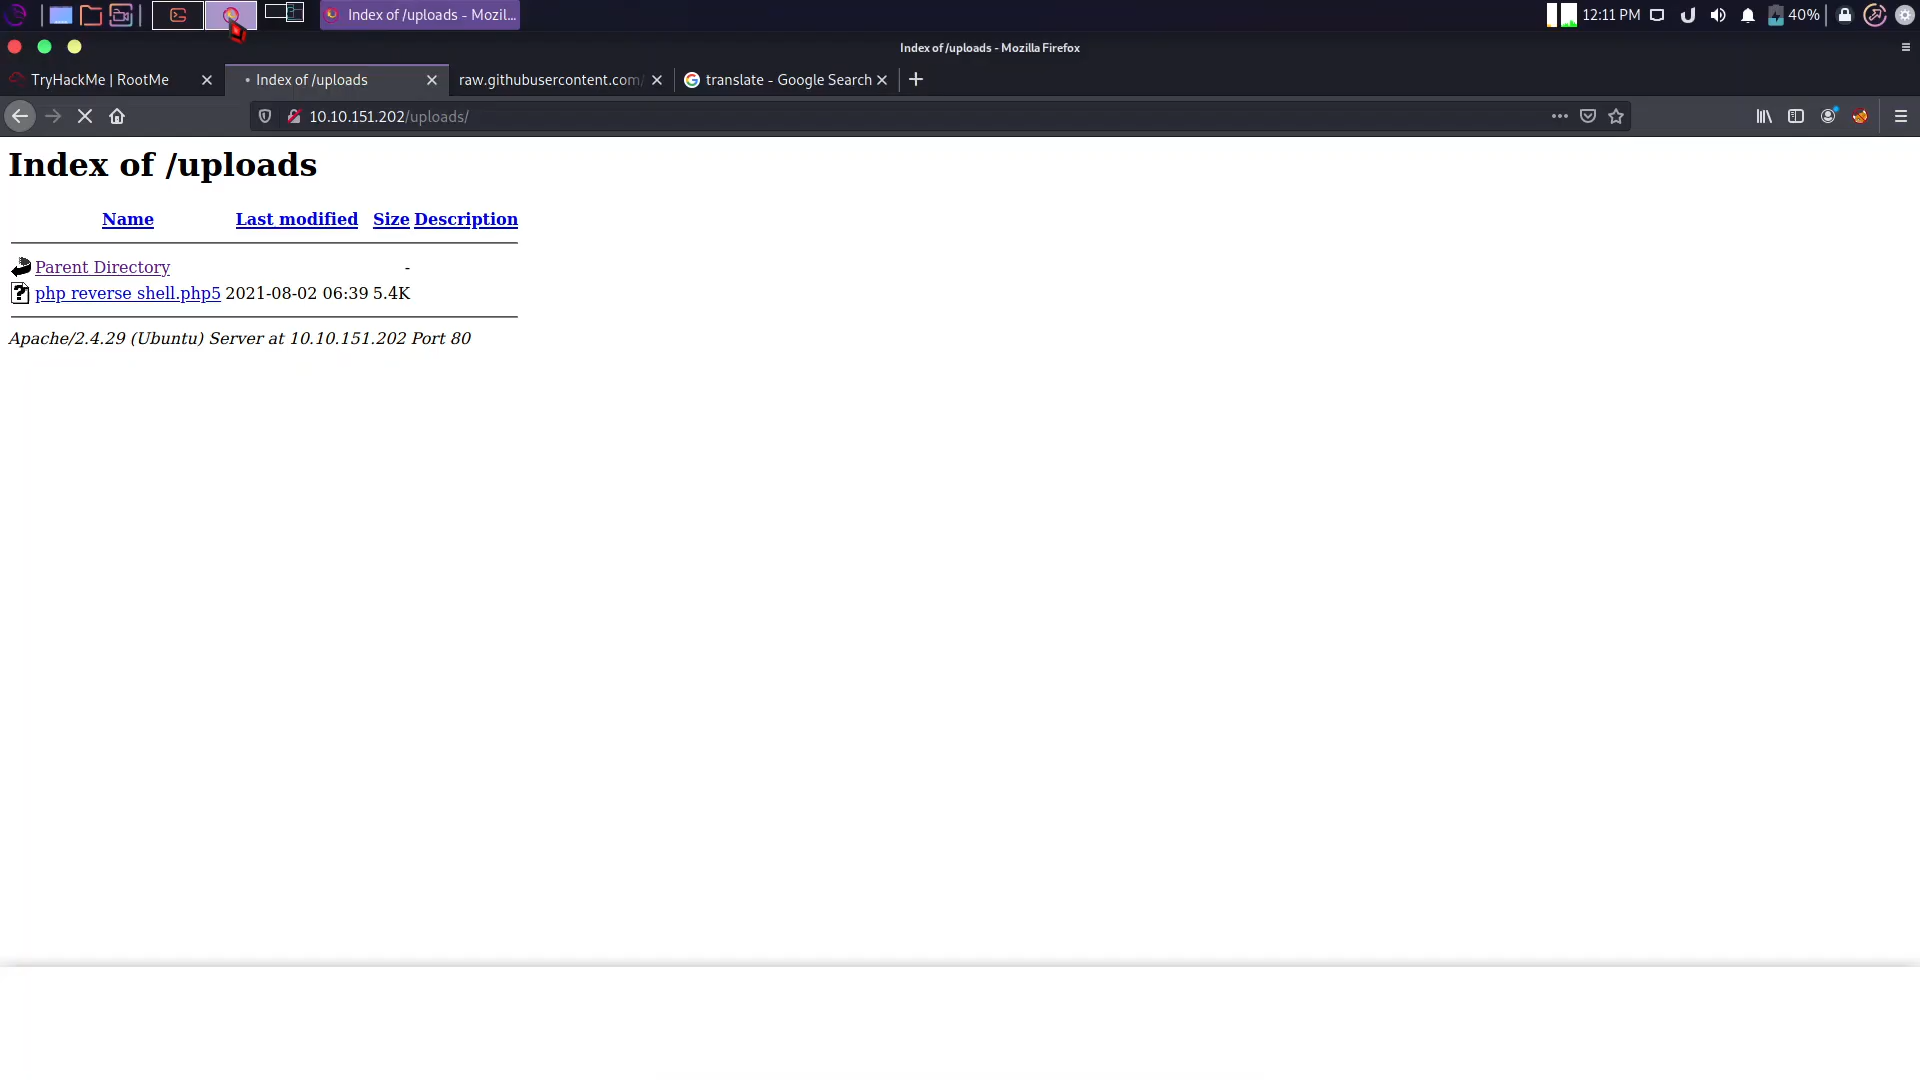 Index of /uploads - Mozil...
12:11 PM
40%
Index of /uploads - Mozilla Firefox
TryHackMe | RootMe
Index of /uploads
raw.githubusercontent.com/
translate - Google Search
10.10.151.202/uploads/
Index of /uploads
Name Last modified Size Description
Parent Directory -
php reverse shell.php5 2021-08-02 06:39 5.4K
Apache/2.4.29 (Ubuntu) Server at 10.10.151.202 Port 80